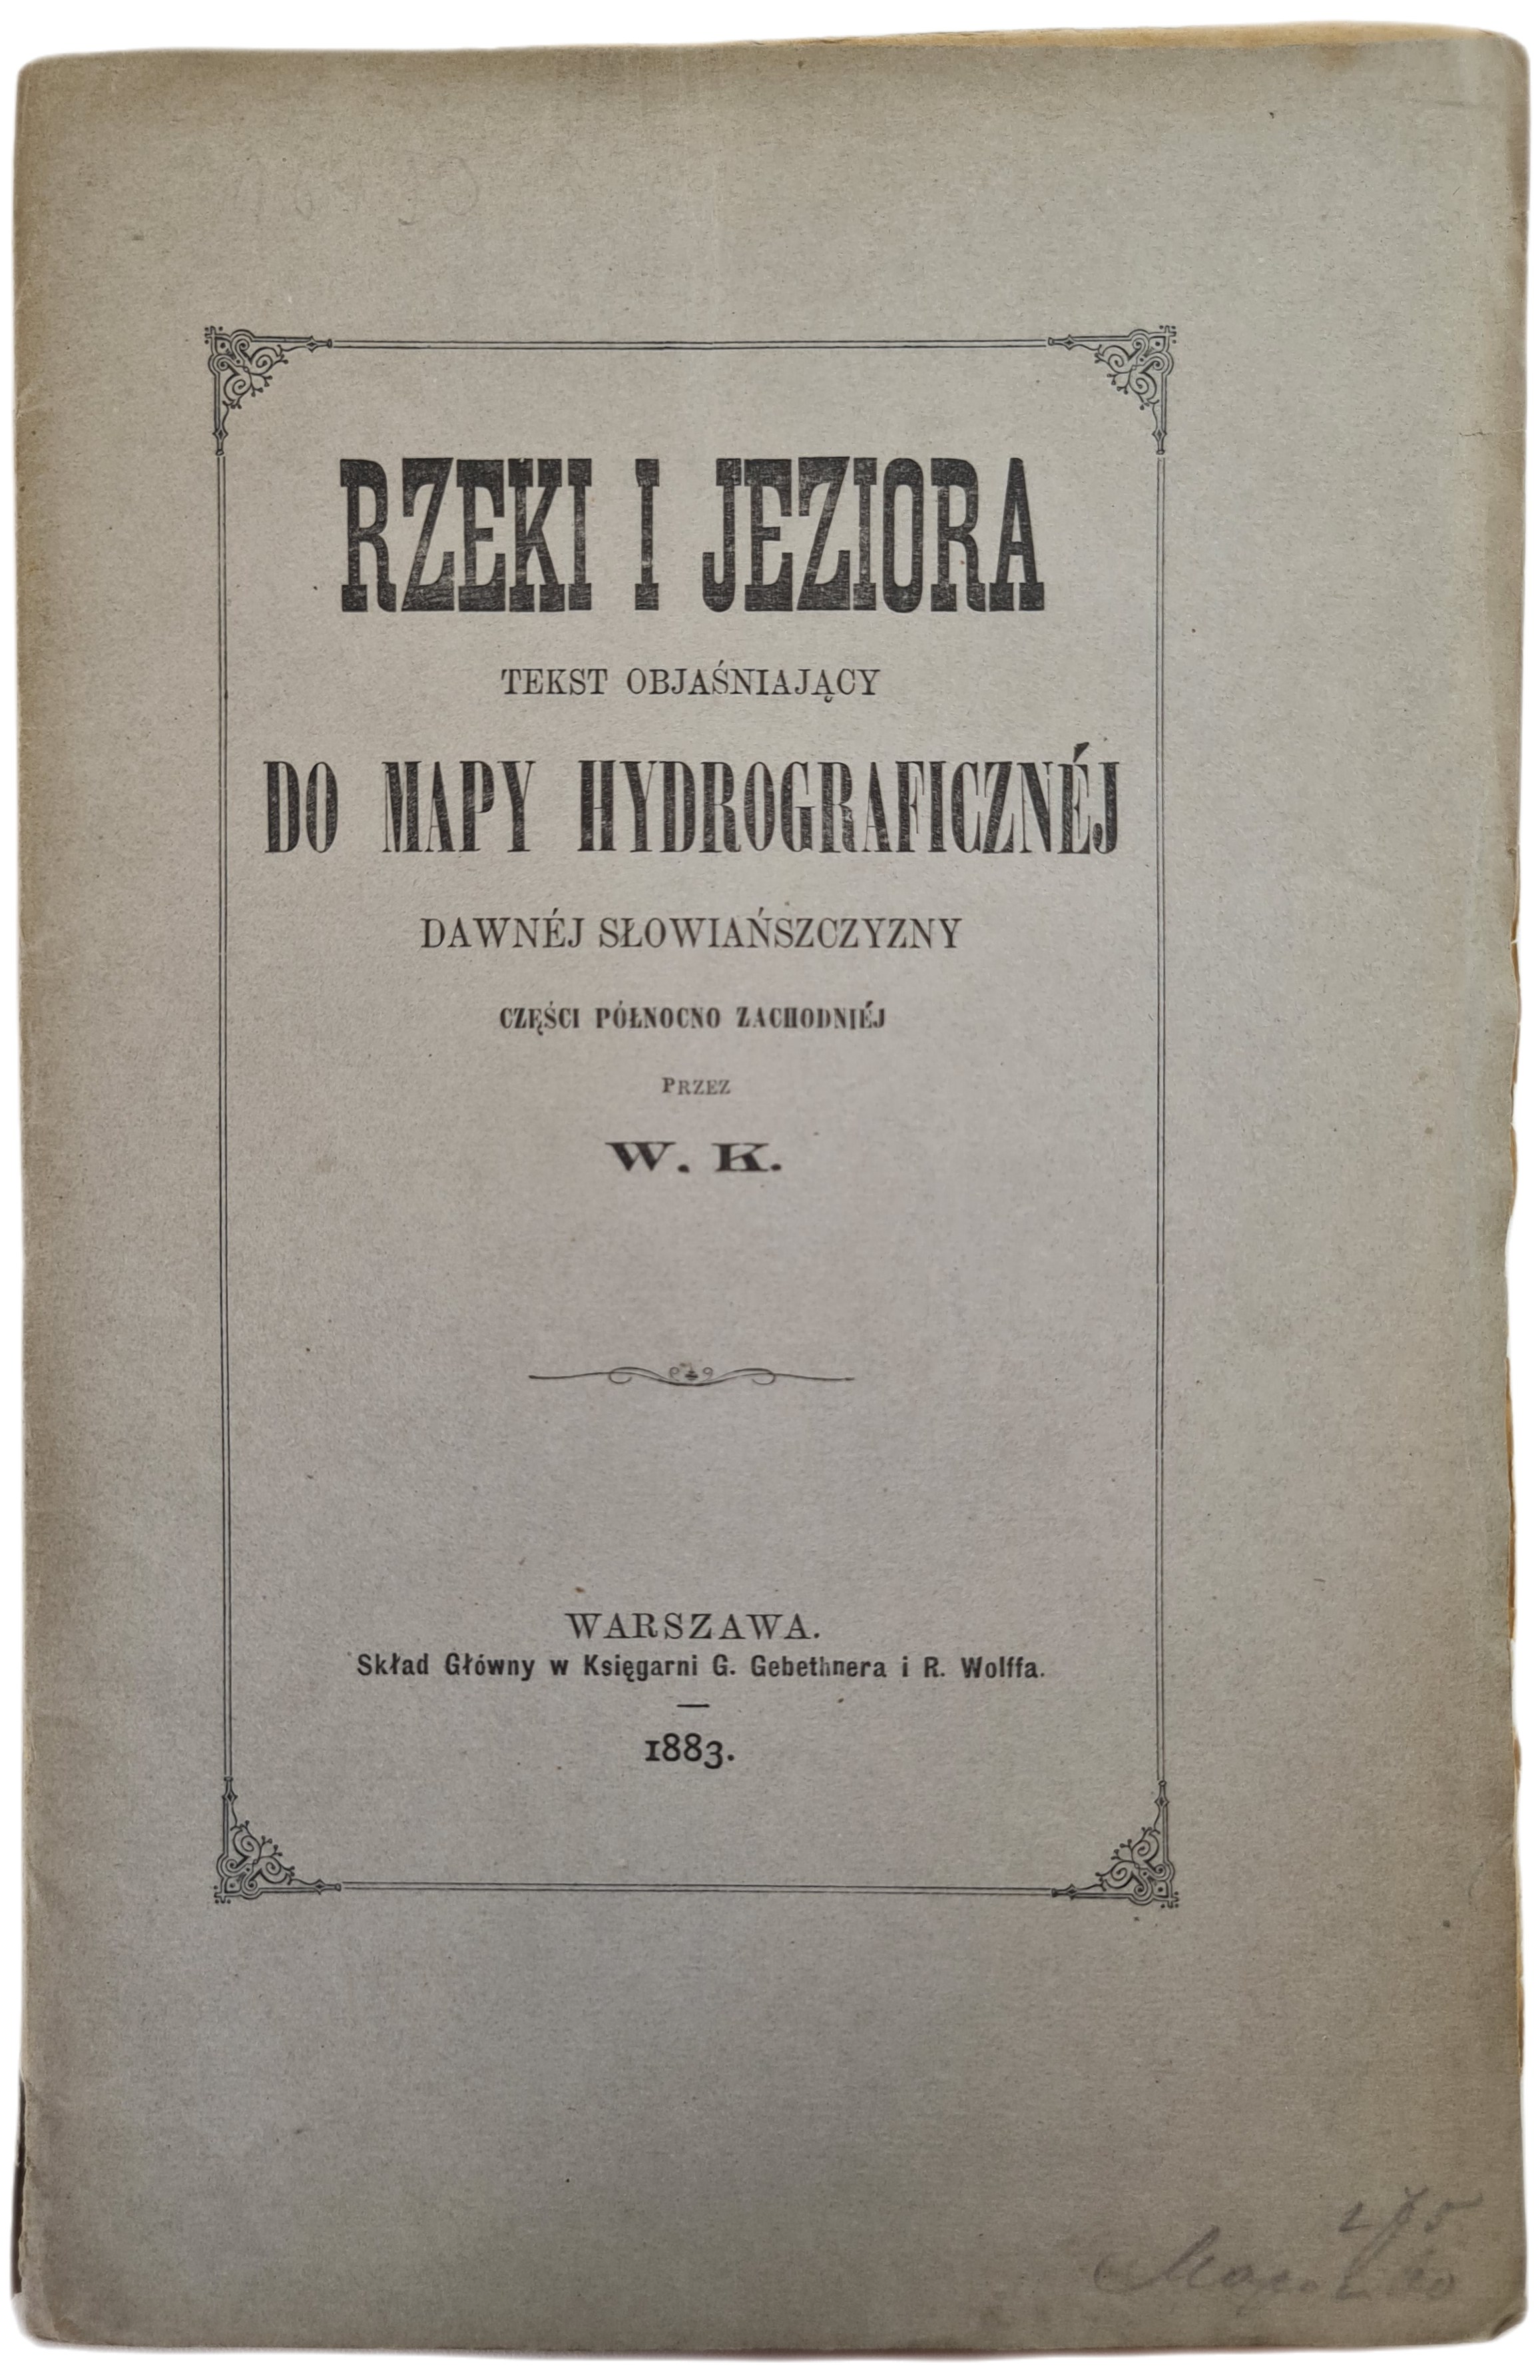 RZEKI I JEZIORA
TEKST OBJAŚNIAJĄCY
DO MAPY HYDROGRAFICZNÉJ
DAWNÉJ SŁOWIAŃSZCZYZNY
CZĘŚCI PÓŁNOCNO ZACHODNIÉJ
PRZEZ
W. K.
WARSZAWA.
Skład Główny w Księgarni G. Gebethnera i R. Wolffa.
1883.